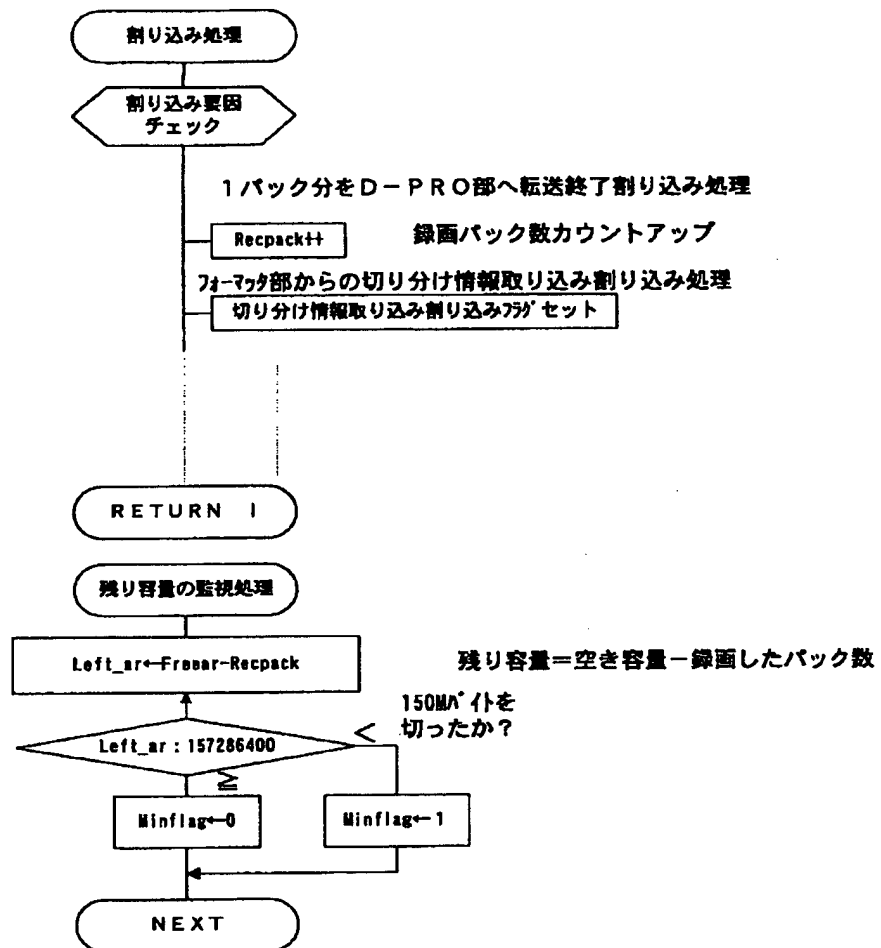 割り込み処理
割り込み要因
チェック
1パック分をD－PRO部へ転送終了割り込み処理
Recpack++
録画パック数カウントアップ
ﾌｫｰﾏｯﾀ部からの切り分け情報取り込み割り込み処理
切り分け情報取り込み割り込みﾌﾗｸﾞセット
RETURN I
残り容量の監視処理
Left_ar←Freear-Recpack
残り容量＝空き容量－録画したパック数
150Mﾊﾞｲﾄを
切ったか？
Left_ar : 157286400
＜
≧
Minflag←0
Minflag←1
NEXT